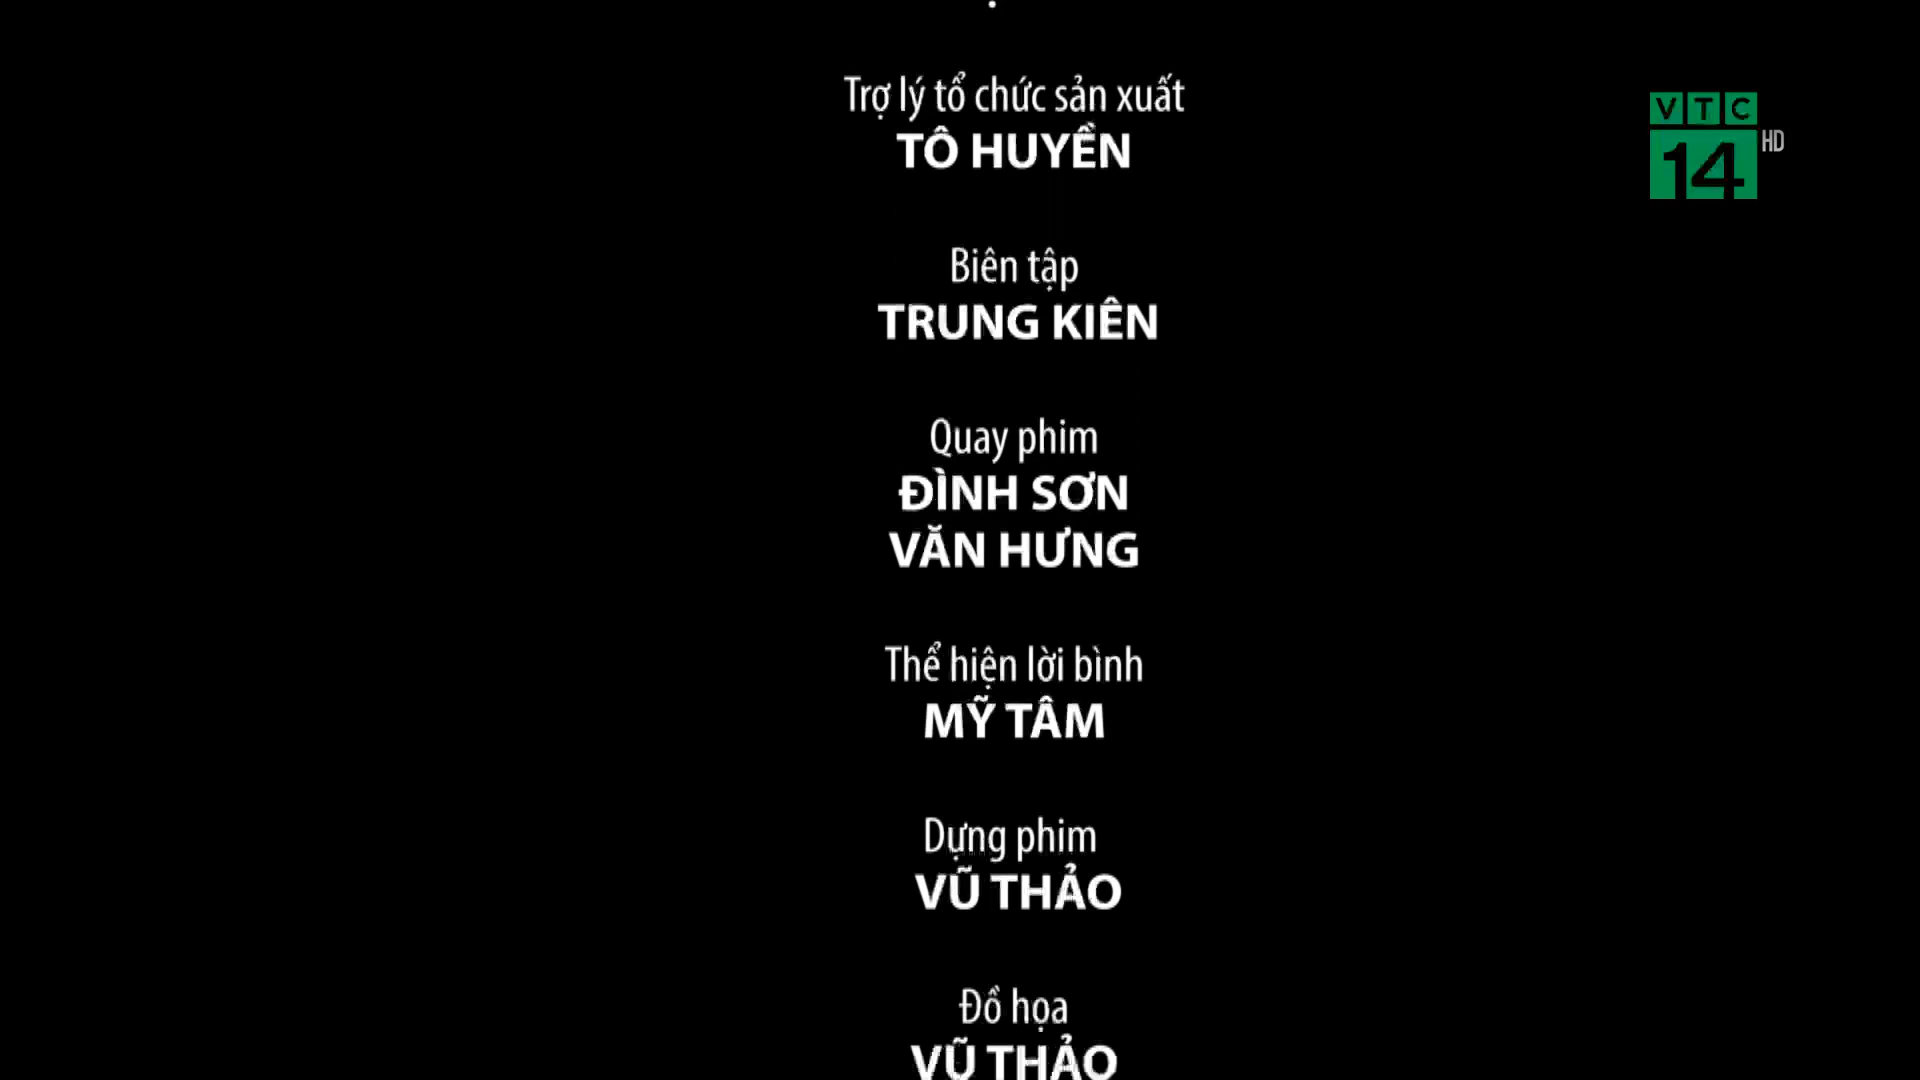 Trợ lý tổ chức sản xuất
TÔ HUYỀN
VTC
14
HD
Biên tập
TRUNG KIÊN
Quay phim
ĐÌNH SƠN
VĂN HƯNG
Thể hiện lời bình
MỸ TÂM
Dựng phim
VŨ THẢO
Đồ họa
VŨ THẢO